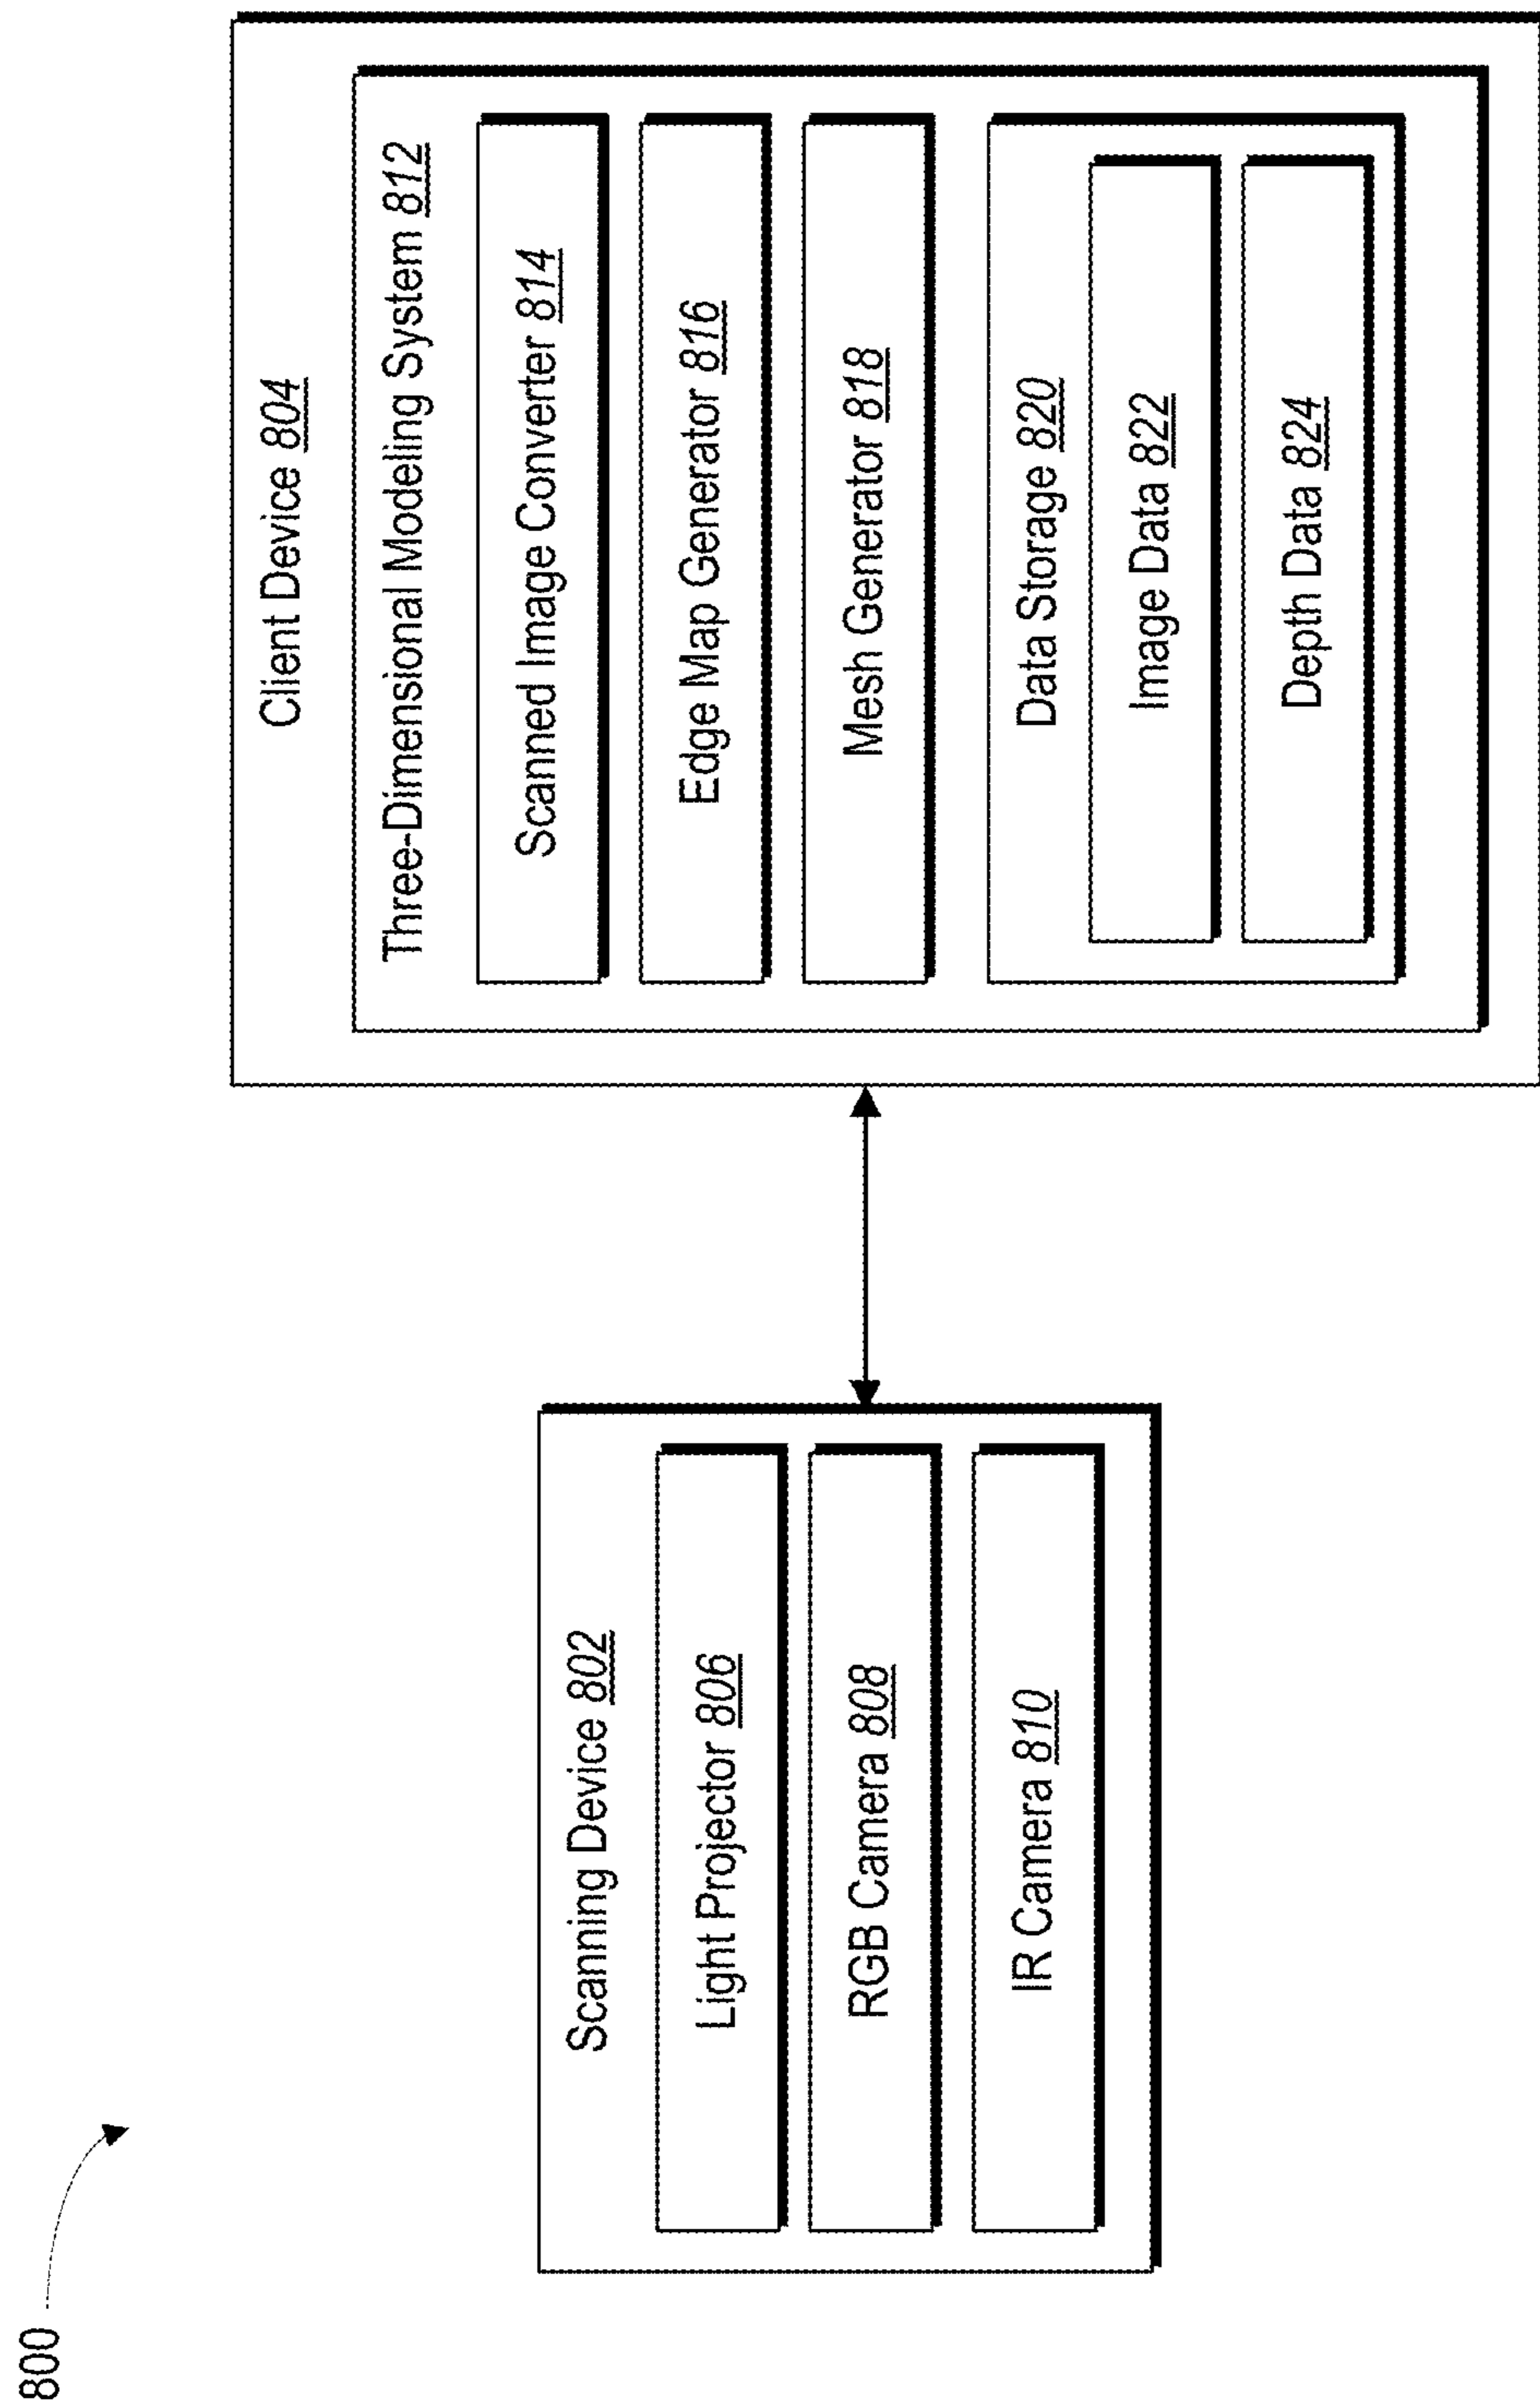 800
Scanning Device 802
Light Projector 806
RGB Camera 808
IR Camera 810
Client Device 804
Three-Dimensional Modeling System 812
Scanned Image Converter 814
Edge Map Generator 816
Mesh Generator 818
Data Storage 820
Image Data 822
Depth Data 824